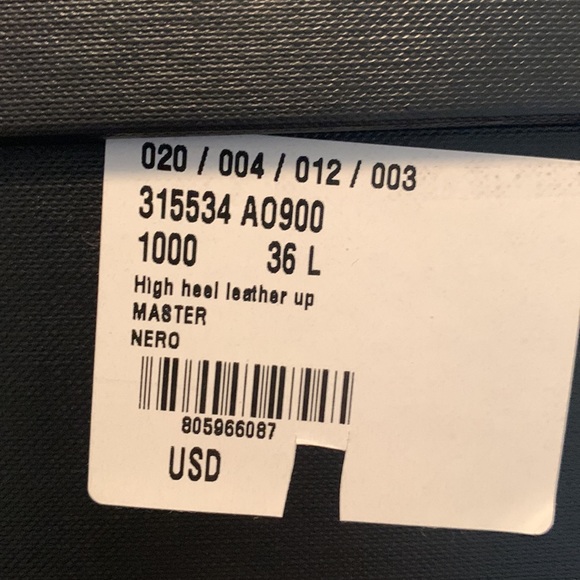 020 / 004 / 012 / 003
315534 A0900
1000 36 L
High heel leather up
MASTER
NERO
805966087
USD